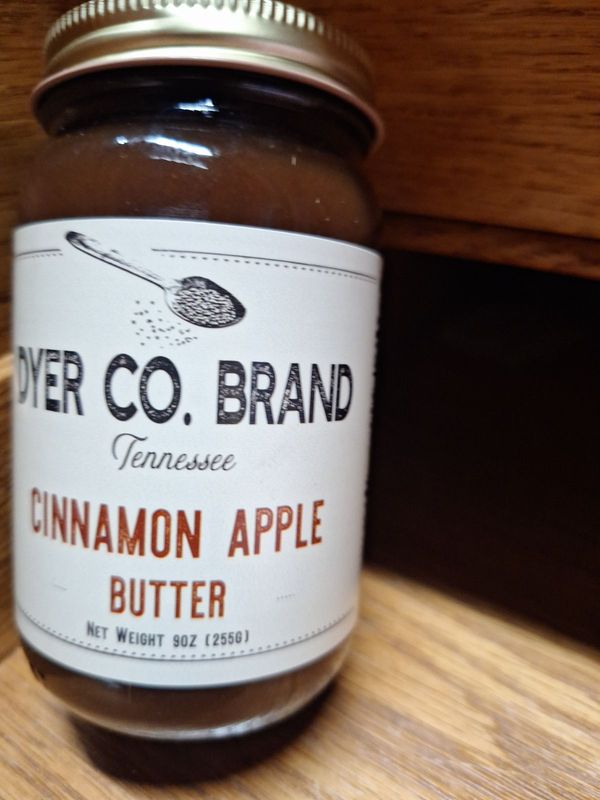 DYER CO. BRAND
Tennessee
CINNAMON APPLE
BUTTER
NET WEIGHT 9OZ (255G)